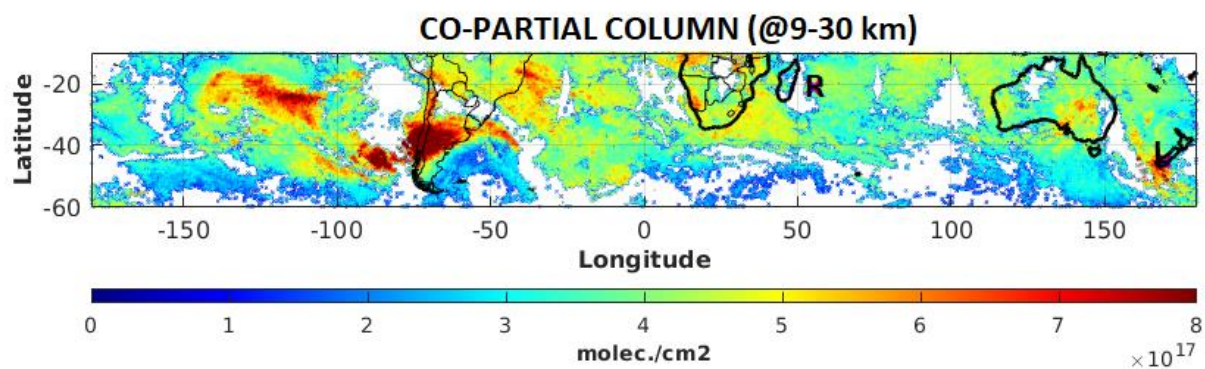 CO-PARTIAL COLUMN (@9-30 km)
Latitude
-20
-40
-60
R
L
-150 -100 -50 0 50 100 150
Longitude
0 1 2 3 4 5 6 7 8
molec./cm2
×10^17